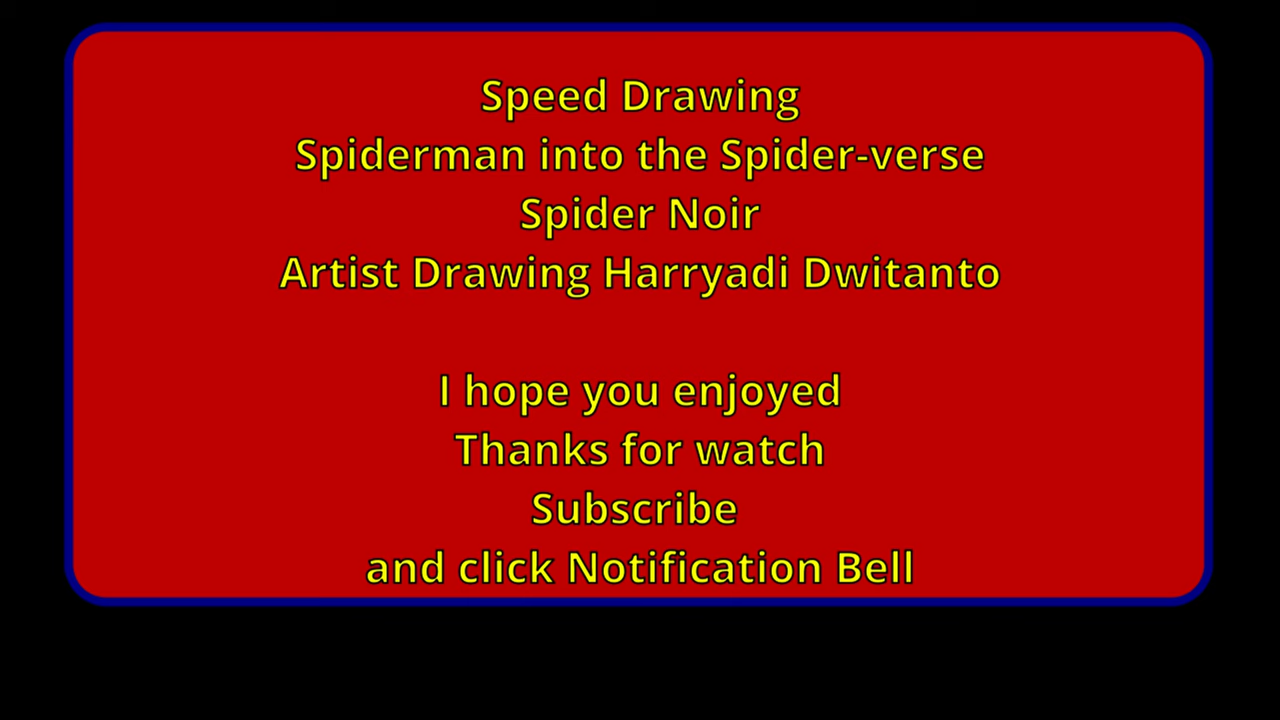 Speed Drawing
Spiderman into the Spider-verse
Spider Noir
Artist Drawing Harryadi Dwitanto
I hope you enjoyed
Thanks for watch
Subscribe
and click Notification Bell